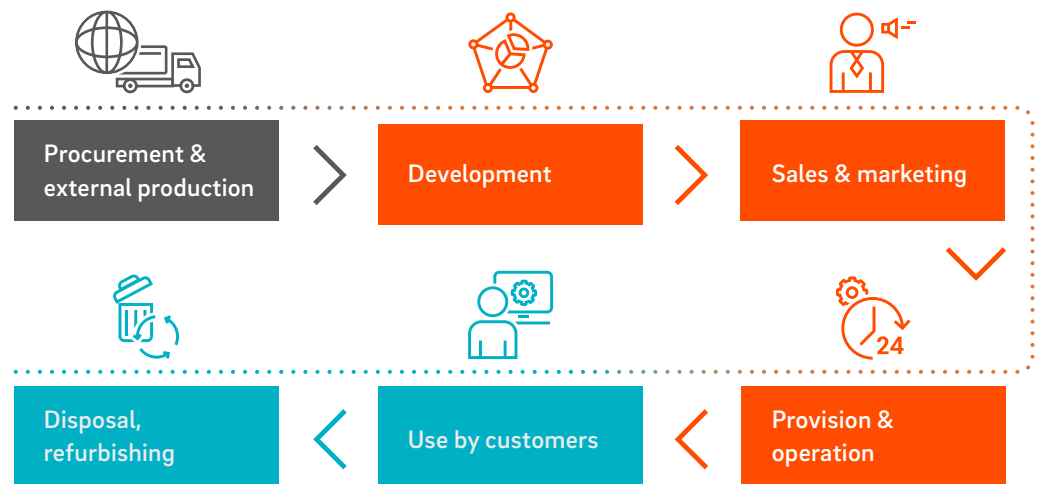 Procurement &
external production
Development
Sales & marketing
24
Disposal,
refurbishing
Use by customers
Provision &
operation